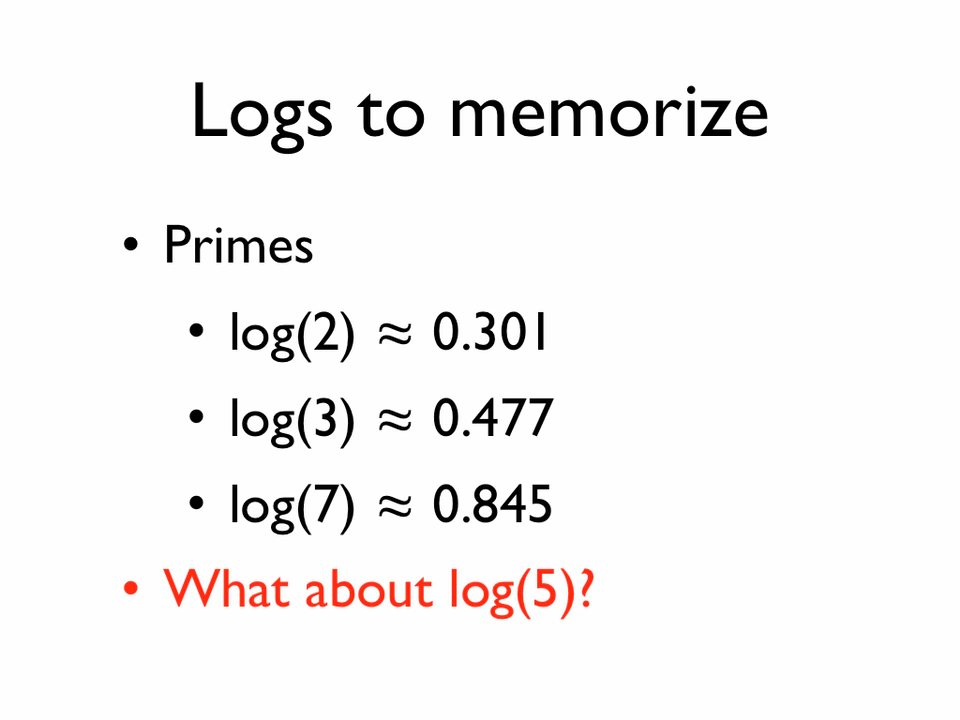 Logs to memorize
• Primes
• log(2) ≈ 0.301
• log(3) ≈ 0.477
• log(7) ≈ 0.845
• What about log(5)?